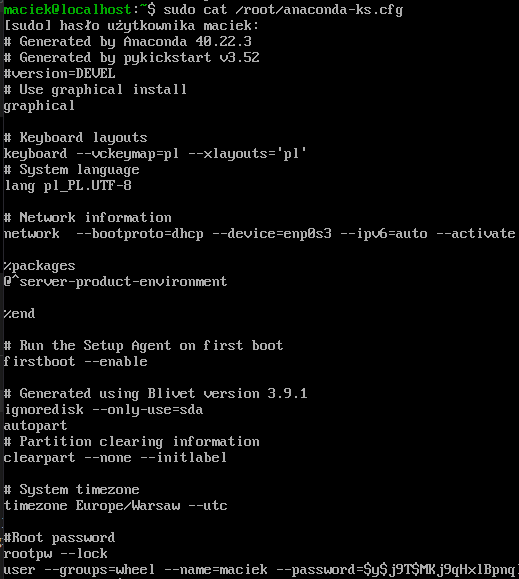 maciek@localhost:~$ sudo cat /root/anaconda-ks.cfg
[sudo] hasło użytkownika maciek:
# Generated by Anaconda 40.22.3
# Generated by pykickstart v3.52
#version=DEVEL
# Use graphical install
graphical

# Keyboard layouts
keyboard --vckeymap=pl --xlayouts='pl'
# System language
lang pl_PL.UTF-8

# Network information
network  --bootproto=dhcp --device=enp0s3 --ipv6=auto --activate

%packages
@^server-product-environment

%end

# Run the Setup Agent on first boot
firstboot --enable

# Generated using Blivet version 3.9.1
ignoredisk --only-use=sda
autopart
# Partition clearing information
clearpart --none --initlabel

# System timezone
timezone Europe/Warsaw --utc

#Root password
rootpw --lock
user --groups=wheel --name=maciek --password=$y$j9T$MKj9qHxlBpnq